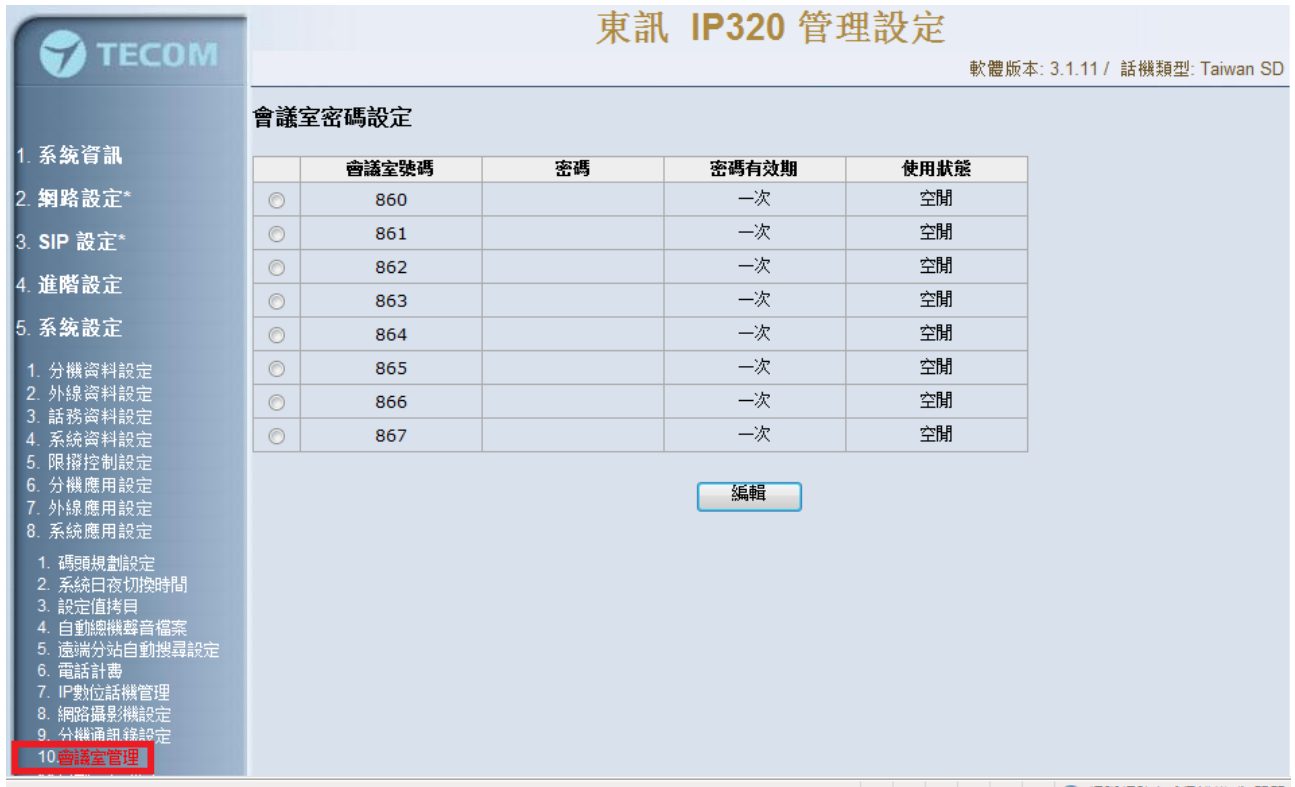 TECOM
東訊 IP320 管理設定
軟體版本: 3.1.11 / 話機類型: Taiwan SD
會議室密碼設定
1. 系統資訊
2. 網路設定*
3. SIP 設定*
4. 進階設定
5. 系統設定
1. 分機資料設定
2. 外線資料設定
3. 話務資料設定
4. 系統資料設定
5. 限撥控制設定
6. 分機應用設定
7. 外線應用設定
8. 系統應用設定
1. 碼頭規劃設定
2. 系統日夜切換時間
3. 設定值拷貝
4. 自動總機聲音檔案
5. 遠端分站自動搜尋設定
6. 電話計費
7. IP數位話機管理
8. 網路攝影機設定
9. 分機通訊錄設定
10.會議室管理
會議室號碼 密碼 密碼有效期 使用狀態
860 一次 空閒
861 一次 空閒
862 一次 空閒
863 一次 空閒
864 一次 空閒
865 一次 空閒
866 一次 空閒
867 一次 空閒
編輯